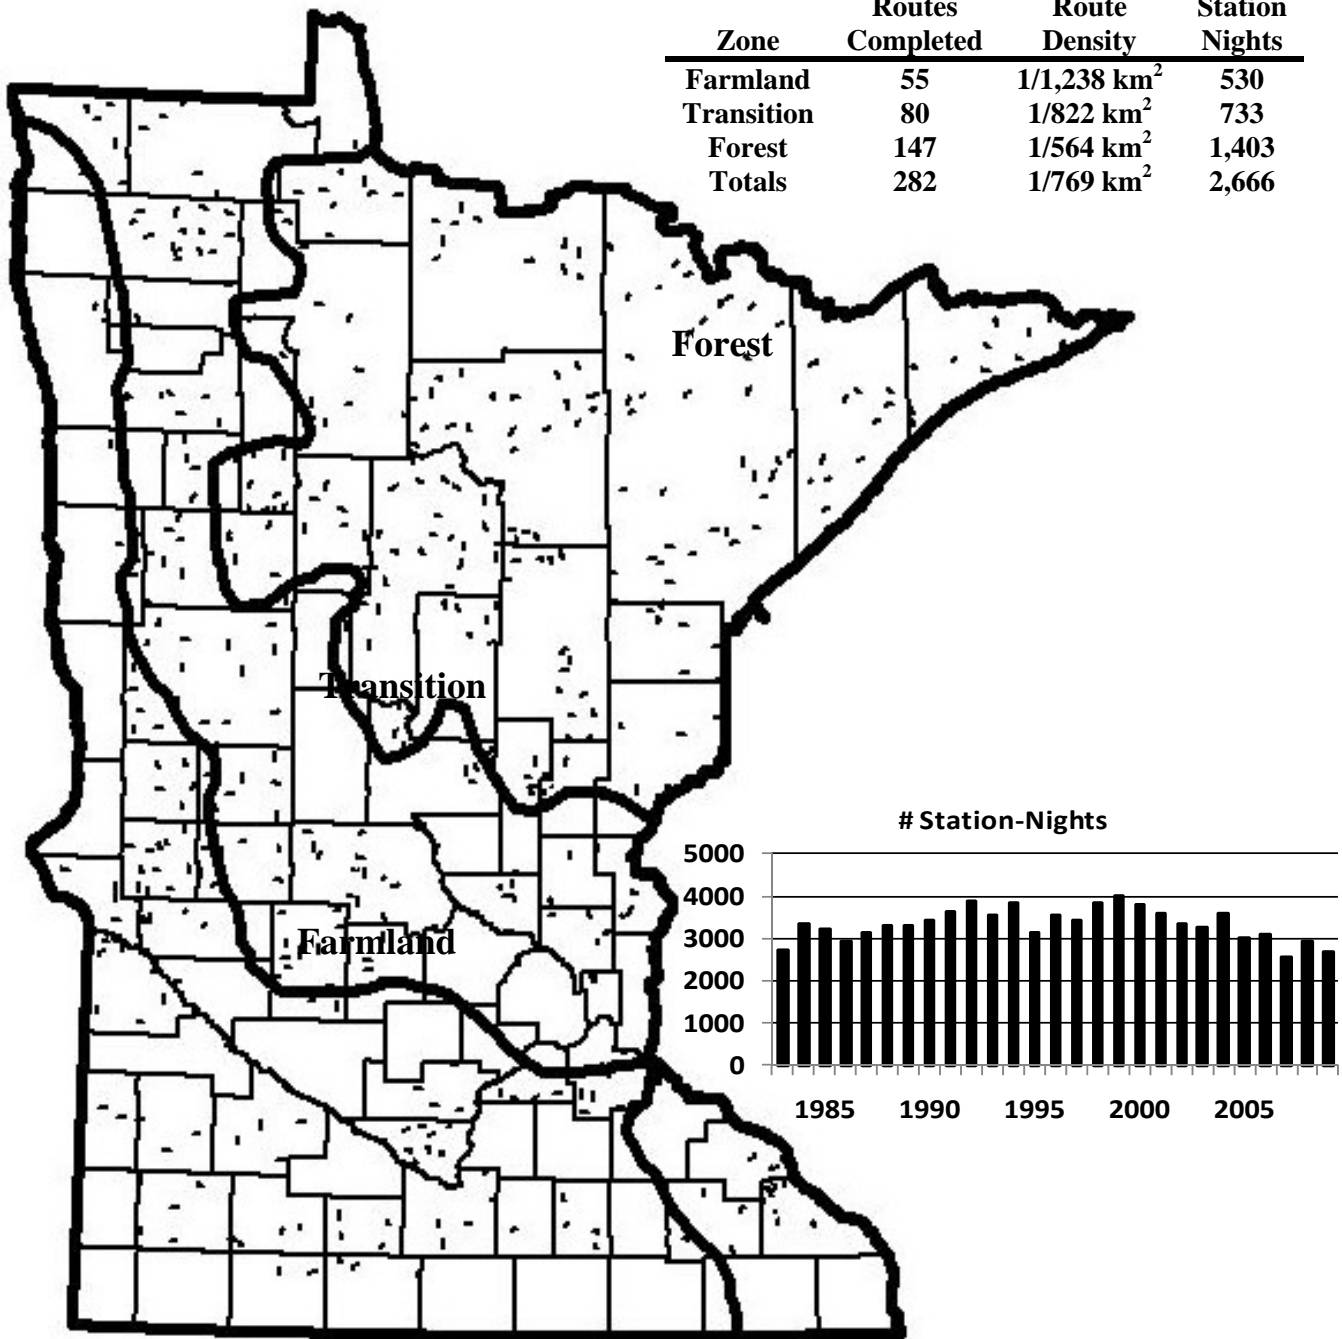 Routes Route Station
Zone Completed Density Nights
Farmland 55 1/1,238 km² 530
Transition 80 1/822 km² 733
Forest 147 1/564 km² 1,403
Totals 282 1/769 km² 2,666
Forest
Transition
Farmland
# Station-Nights
5000
4000
3000
2000
1000
0
1985 1990 1995 2000 2005